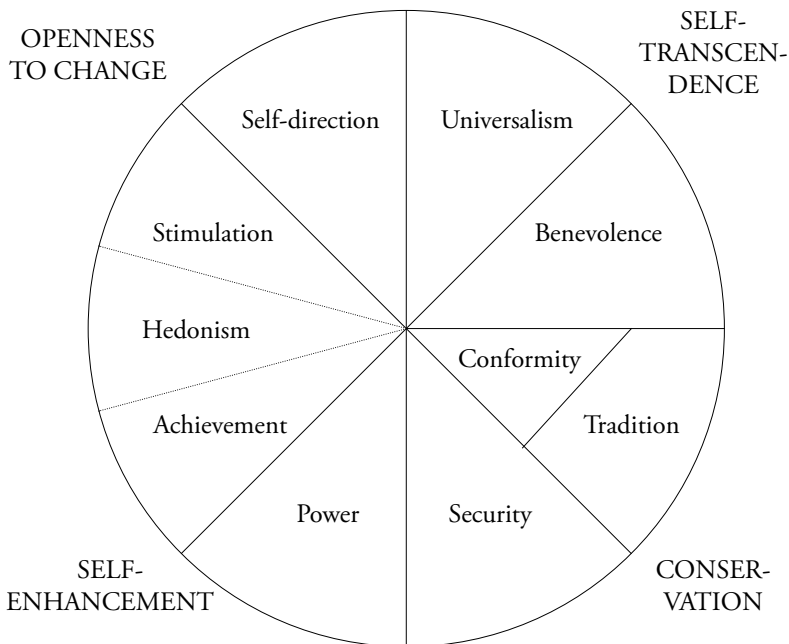 OPENNESS
TO CHANGE
SELF-
TRANSCEN-
DENCE
Self-direction
Universalism
Stimulation
Benevolence
Hedonism
Conformity
Achievement
Tradition
Power
Security
SELF-
ENHANCEMENT
CONSER-
VATION